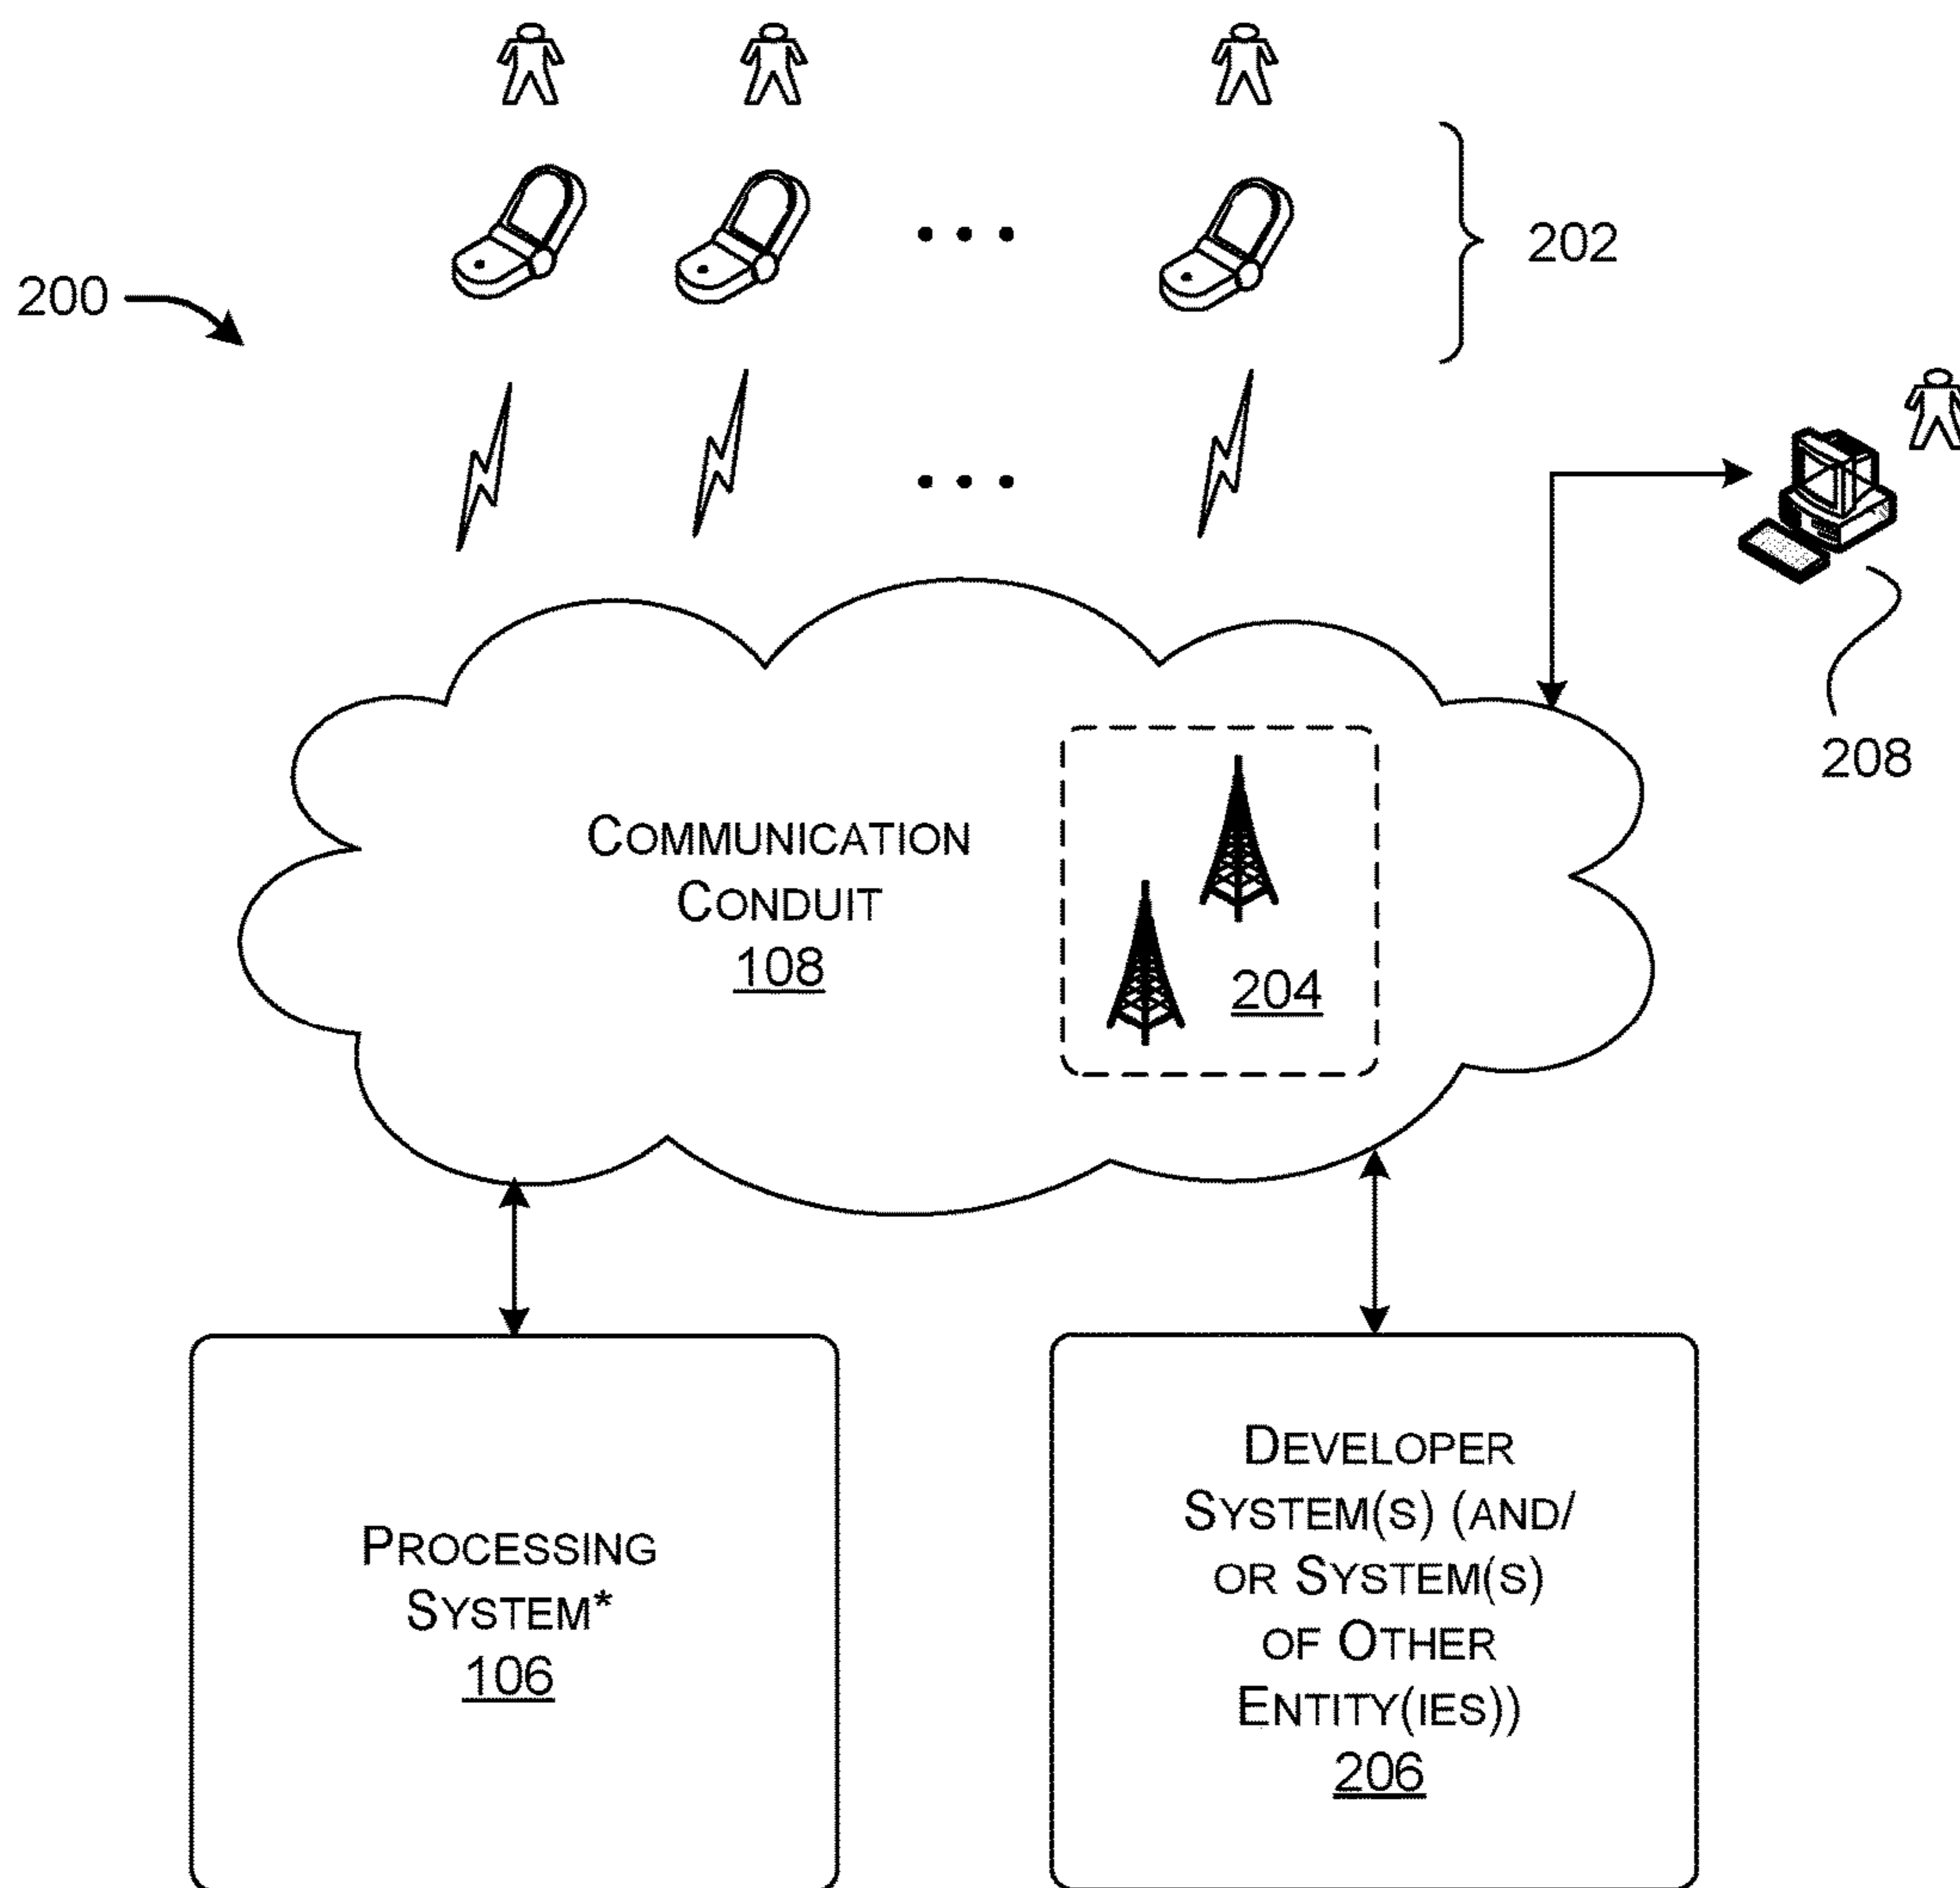 200
202
208
COMMUNICATION
CONDUIT
108
204
PROCESSING
SYSTEM*
106
DEVELOPER
SYSTEM(S) (AND/
OR SYSTEM(S)
OF OTHER
ENTITY(IES))
206